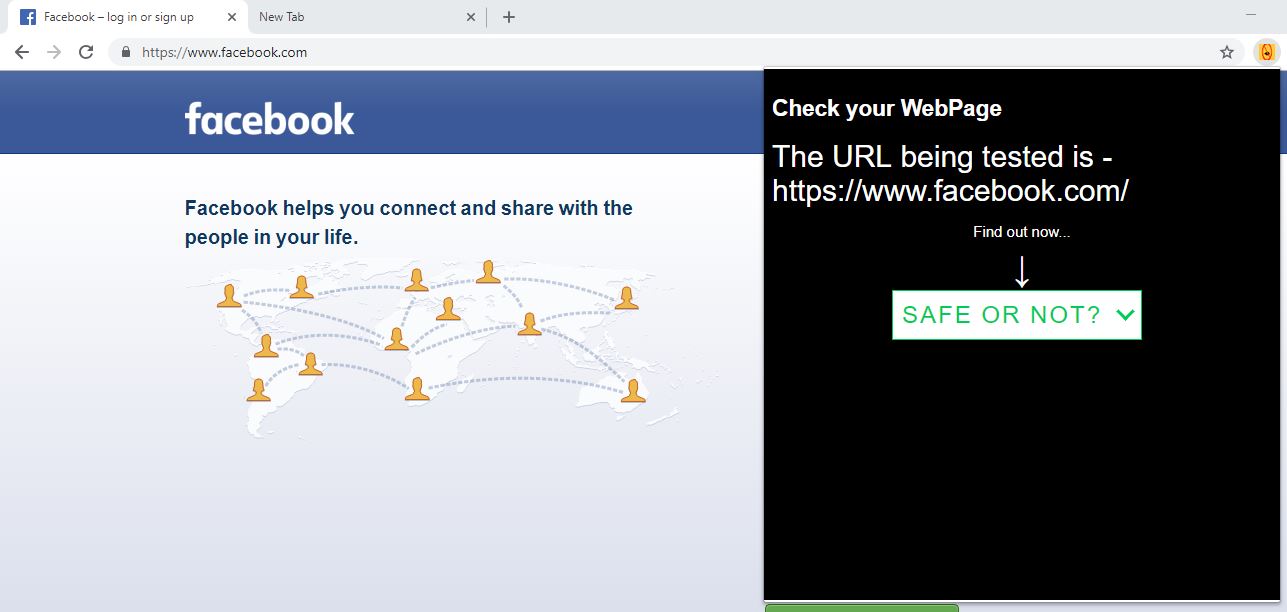 Facebook – log in or sign up
New Tab
https://www.facebook.com
facebook
Facebook helps you connect and share with the
people in your life.
Check your WebPage
The URL being tested is -
https://www.facebook.com/
Find out now...
SAFE OR NOT?